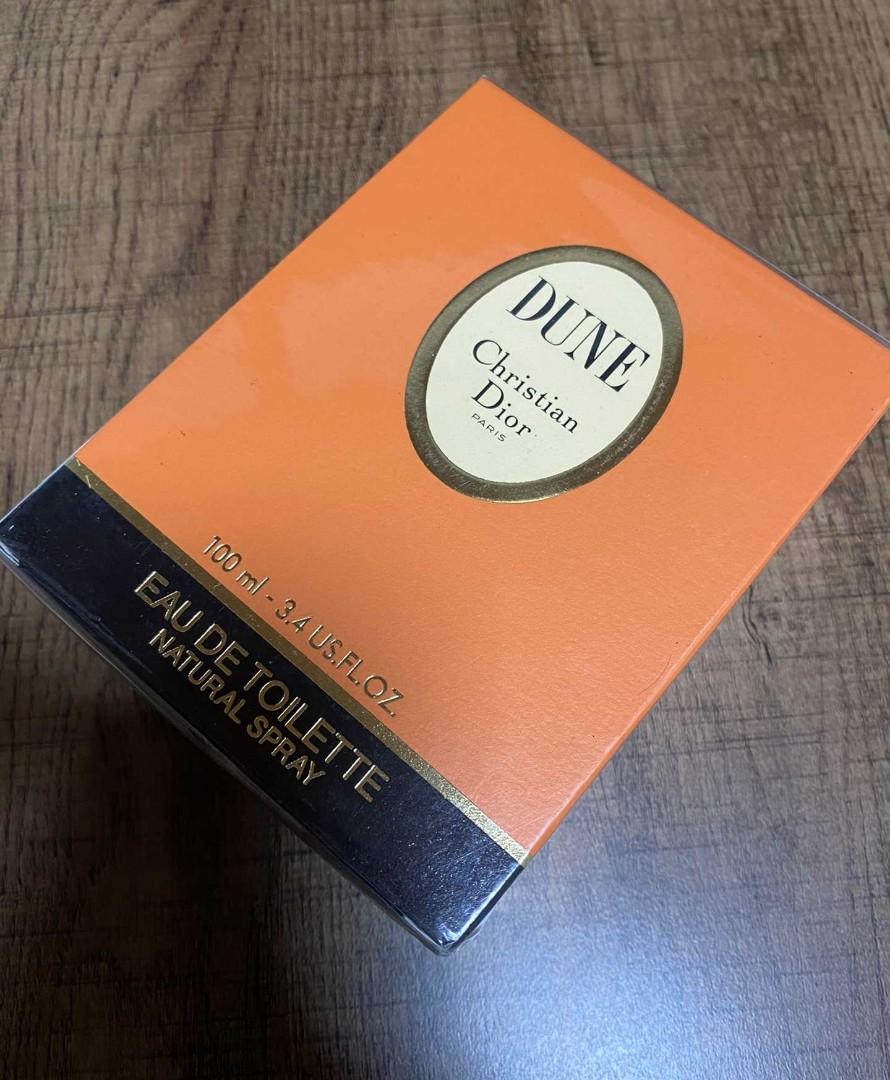 DUNE
Christian
Dior
PARIS
100 ml - 3.4 US.FL.OZ.
EAU DE TOILETTE
NATURAL SPRAY